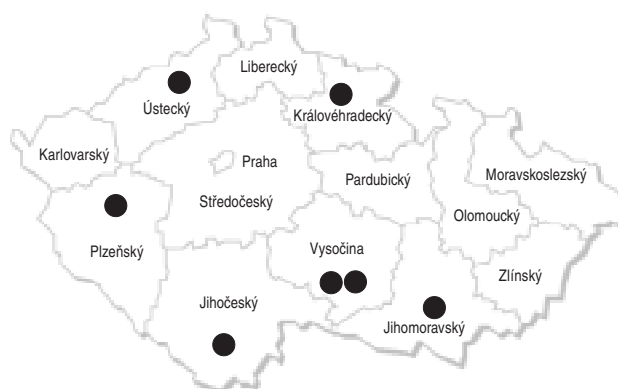 Liberecký
Ústecký
Královéhradecký
Karlovarský
Praha
Pardubický
Moravskoslezský
Středočeský
Olomoucký
Plzeňský
Vysočina
Zlínský
Jihočeský
Jihomoravský